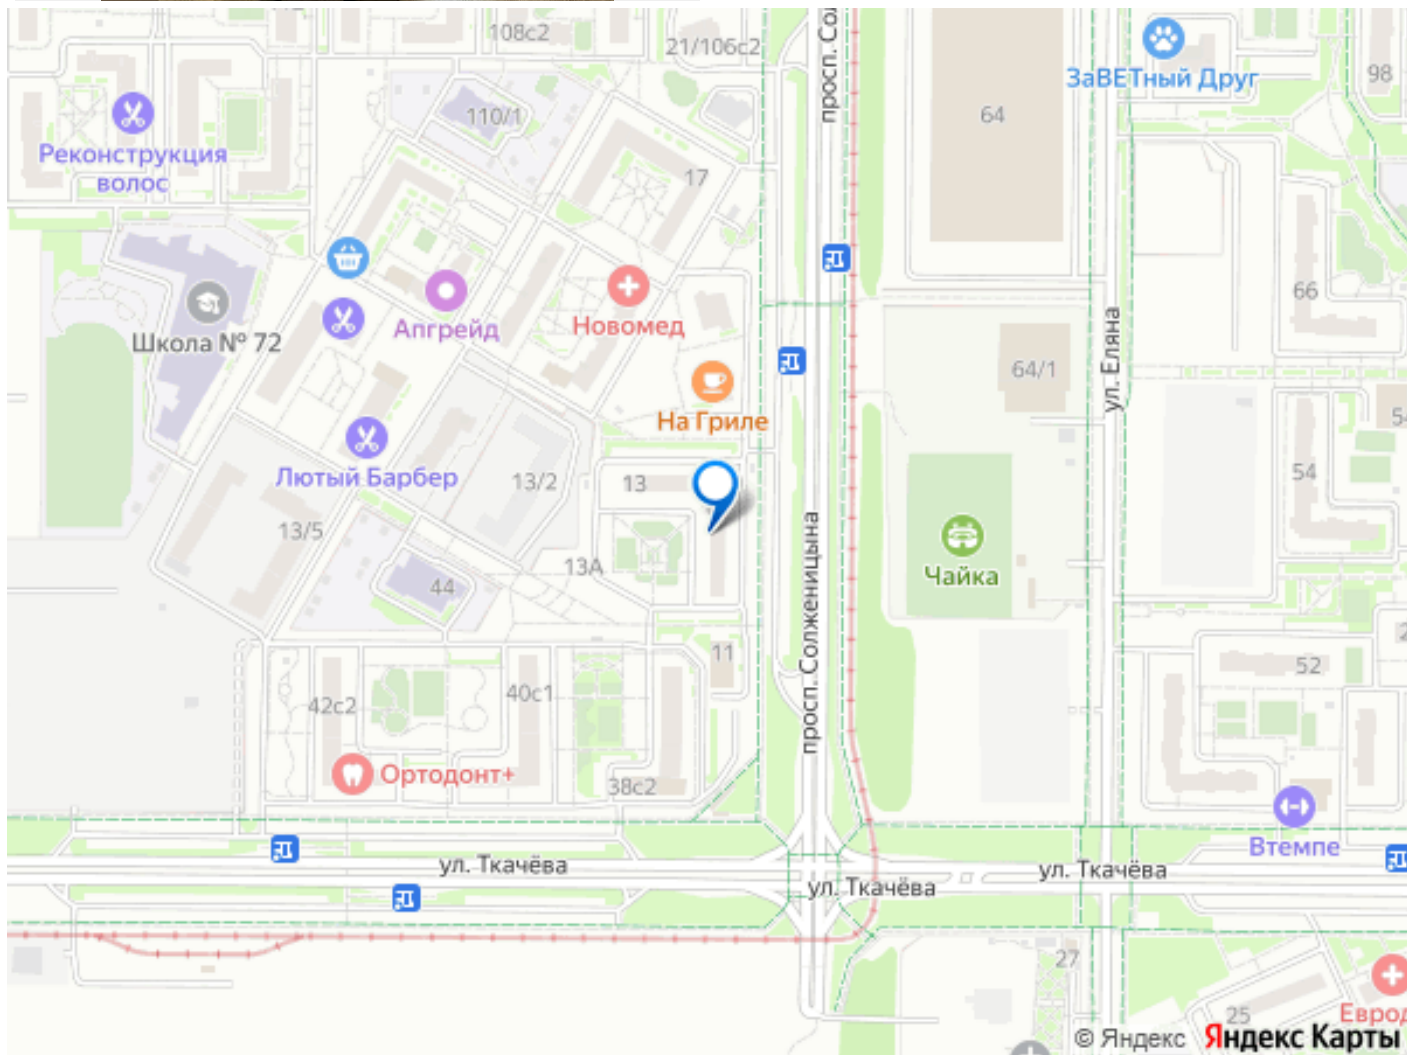 108с2
21/106с2
просп. Со
ЗаВЕТный Друг
98
110/1
64
Реконструкция
волос
17
66
Школа № 72
Апгрейд
Новомед
64/1
ул. Еляна
На Гриле
54
Лютый Барбер
13/2
13
54
13/5
13А
просп. Солженицына
Чайка
44
11
52
2
42с2
40с1
Ортодонт+
38с2
Втемпе
ул. Ткачёва
ул. Ткачёва
ул. Ткачёва
27
25
Еврод
© Яндекс Яндекс Карты